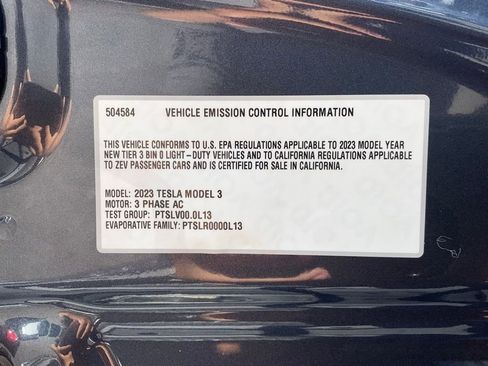 504584 VEHICLE EMISSION CONTROL INFORMATION
THIS VEHICLE CONFORMS TO U.S. EPA REGULATIONS APPLICABLE TO 2023 MODEL YEAR
NEW TIER 3 BIN 0 LIGHT-DUTY VEHICLES AND TO CALIFORNIA REGULATIONS APPLICABLE
TO ZEV PASSENGER CARS AND IS CERTIFIED FOR SALE IN CALIFORNIA.
MODEL: 2023 TESLA MODEL 3
MOTOR: 3 PHASE AC
TEST GROUP: PTSLV00.0L13
EVAPORATIVE FAMILY: PTSLR0000L13